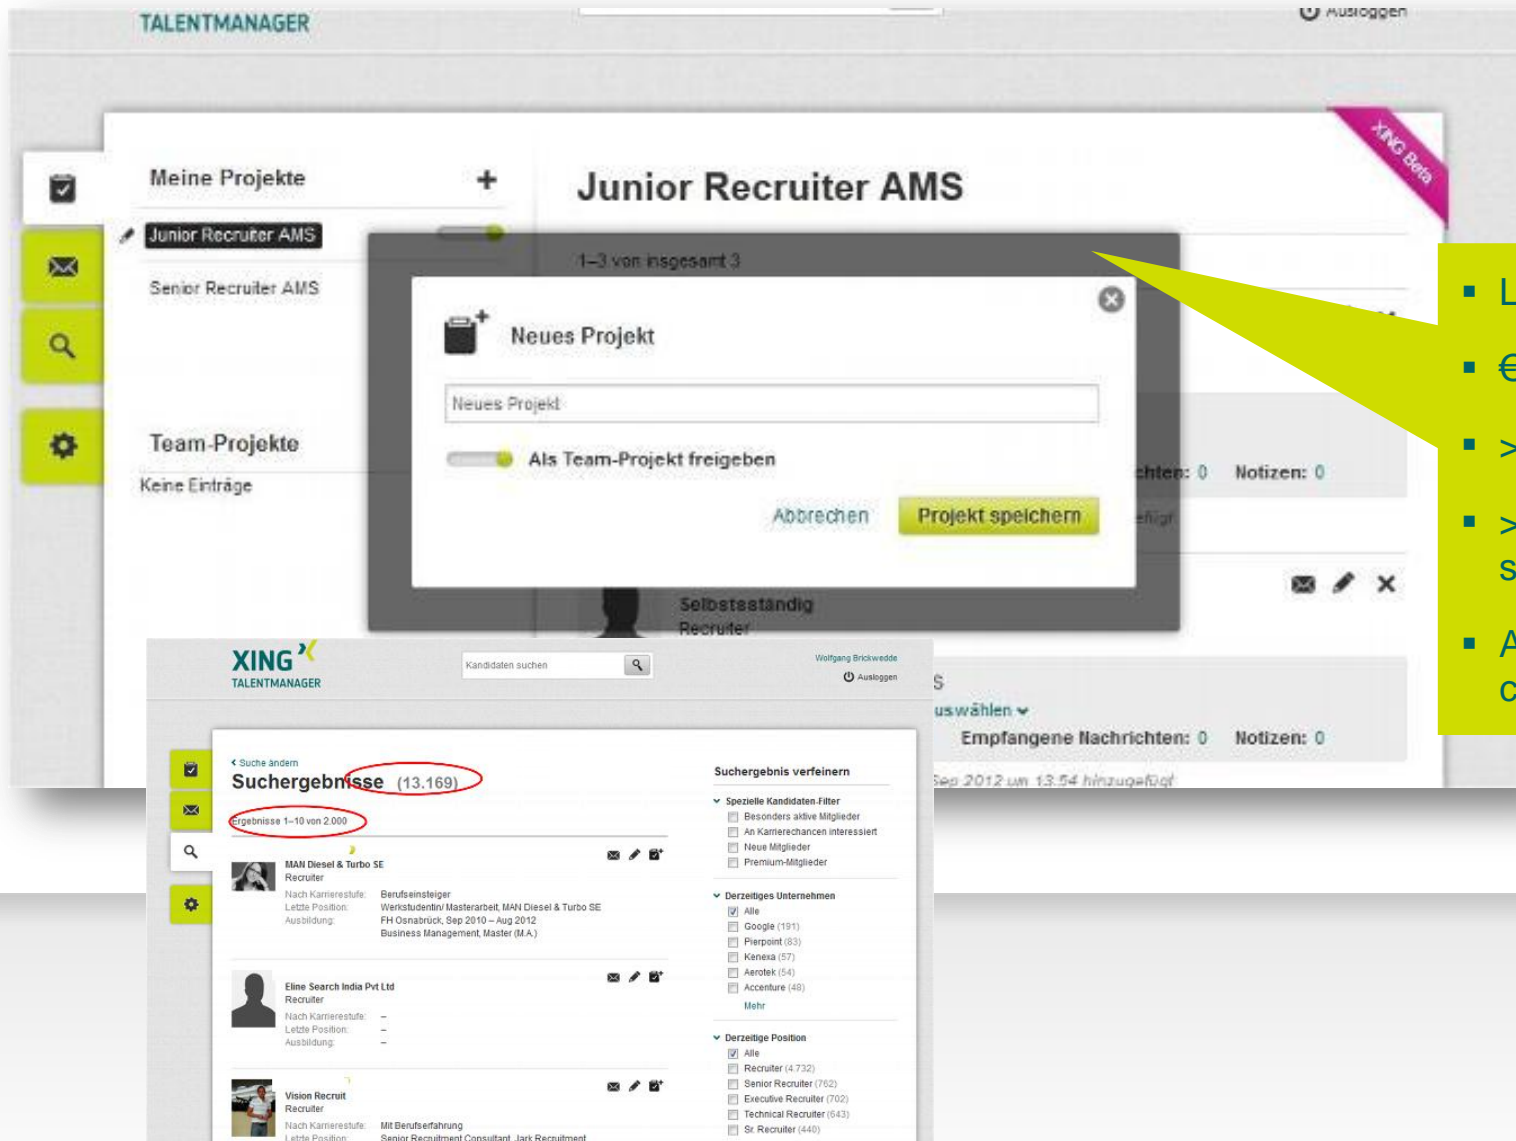 TALENTMANAGER
Ausloggen
XING Beta
Meine Projekte +
Junior Recruiter AMS
Senior Recruiter AMS
Team-Projekte
Keine Einträge
Junior Recruiter AMS
1–3 von insgesamt 3
Neues Projekt
Neues Projekt
Als Team-Projekt freigeben
Abbrechen Projekt speichern
chten: 0 Notizen: 0
efügt
Selbstständig
Recruiter
S
uswählen
Empfangene Nachrichten: 0 Notizen: 0
Sep 2012 um 13.54 hinzugefügt
L
€
>
>
s
A
c
XING
TALENTMANAGER
Kandidaten suchen
Wolfgang Brickwedde
Ausloggen
Suche ändern
Suchergebnisse (13.169)
Ergebnisse 1–10 von 2.000
MAN Diesel & Turbo SE
Recruiter
Nach Karrierestufe: Berufseinsteiger
Letzte Position: Werkstudentin/ Masterarbeit, MAN Diesel & Turbo SE
Ausbildung: FH Osnabrück, Sep 2010 – Aug 2012
Business Management, Master (M.A.)
Eline Search India Pvt Ltd
Recruiter
Nach Karrierestufe: –
Letzte Position: –
Ausbildung: –
Vision Recruit
Recruiter
Nach Karrierestufe: Mit Berufserfahrung
Letzte Position: Senior Recruitment Consultant, Jark Recruitment
Suchergebnis verfeinern
Spezielle Kandidaten-Filter
Besonders aktive Mitglieder
An Karrierechancen interessiert
Neue Mitglieder
Premium-Mitglieder
Derzeitiges Unternehmen
Alle
Google (191)
Pierpoint (83)
Kenexa (57)
Aerotek (54)
Accenture (48)
Mehr
Derzeitige Position
Alle
Recruiter (4.732)
Senior Recruiter (762)
Executive Recruiter (702)
Technical Recruiter (643)
Sr. Recruiter (440)